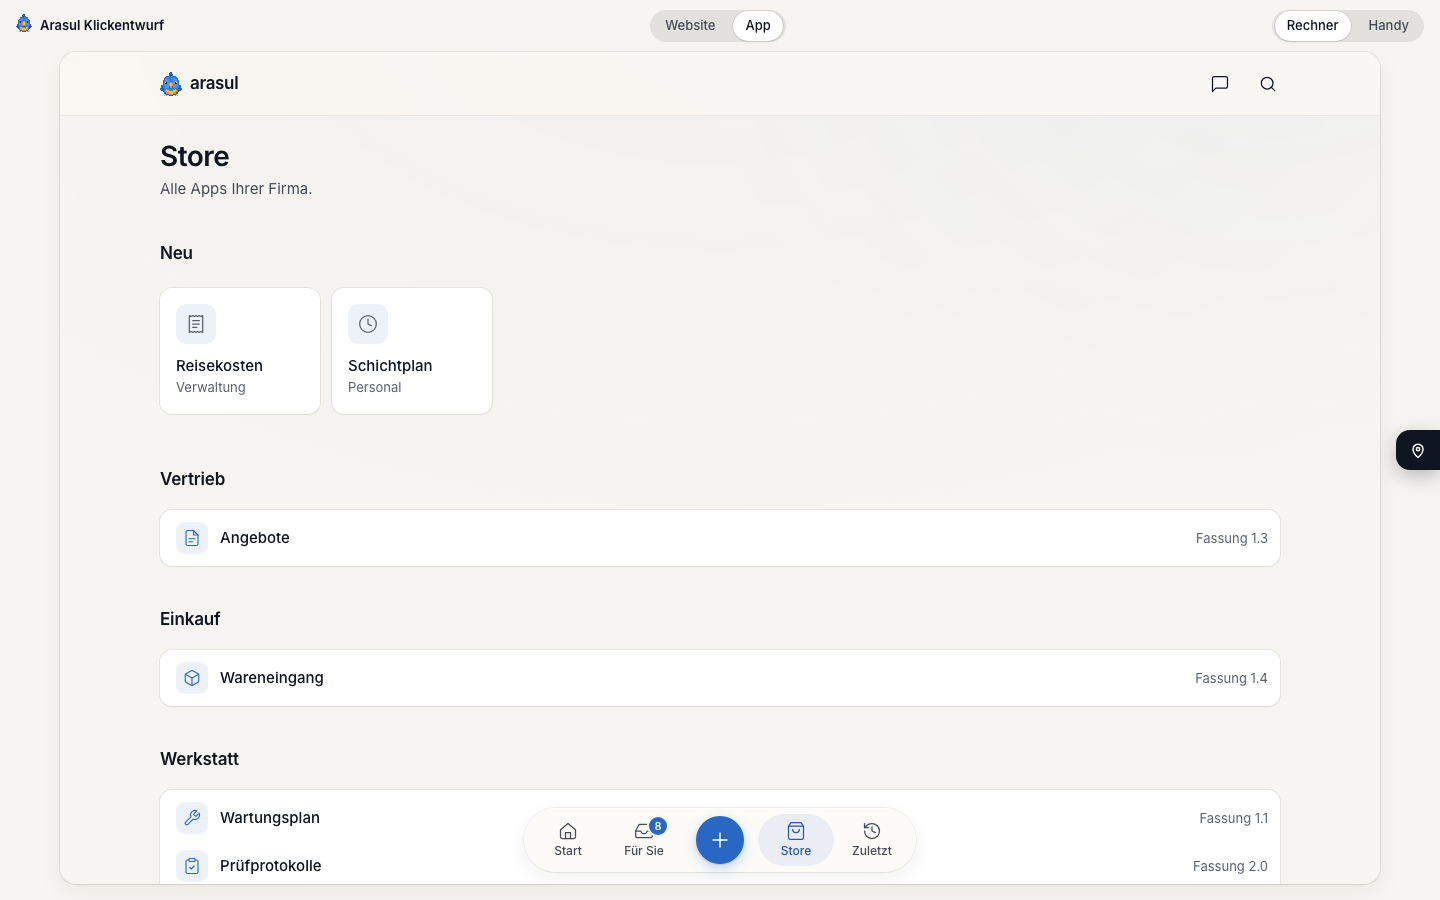 Arasul Klickentwurf
Website
App
Rechner
Handy
arasul
Store
Alle Apps Ihrer Firma.
Neu
Reisekosten
Verwaltung
Schichtplan
Personal
Vertrieb
Angebote
Fassung 1.3
Einkauf
Wareneingang
Fassung 1.4
Werkstatt
Wartungsplan
Fassung 1.1
Prüfprotokolle
Fassung 2.0
Start
8
Für Sie
Store
Zuletzt